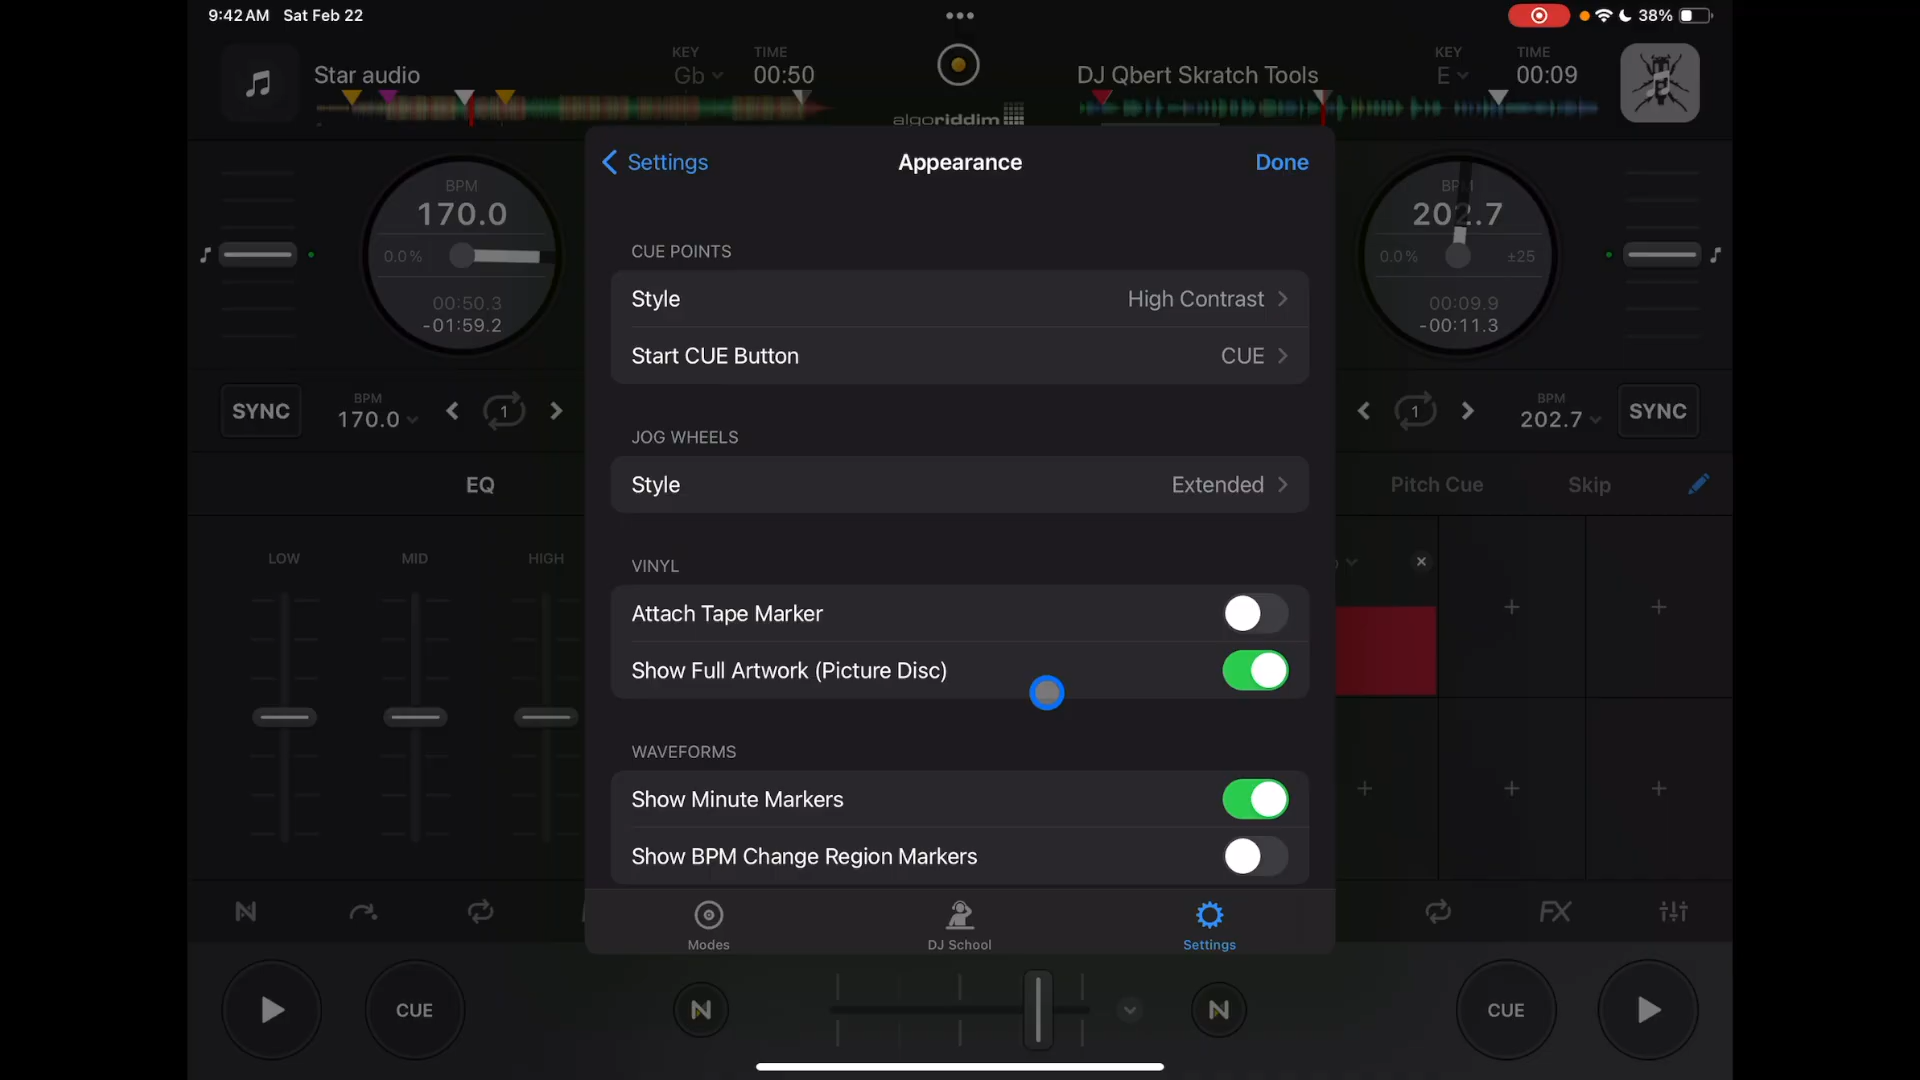 9:42 AM Sat Feb 22
38%
Star audio
KEY
Gb
TIME
00:50
algoriddim
DJ Qbert Skratch Tools
KEY
E
TIME
00:09
Settings
Appearance
Done
BPM
170.0
0.0%
00:50.3
-01:59.2
202.7
0.0%
±25
00:09.9
-00:11.3
CUE POINTS
Style
High Contrast
Start CUE Button
CUE
SYNC
BPM
170.0
1
1
BPM
202.7
SYNC
JOG WHEELS
Style
Extended
EQ
Pitch Cue
Skip
LOW
MID
HIGH
VINYL
Attach Tape Marker
Show Full Artwork (Picture Disc)
WAVEFORMS
Show Minute Markers
Show BPM Change Region Markers
FX
Modes
DJ School
Settings
CUE
CUE